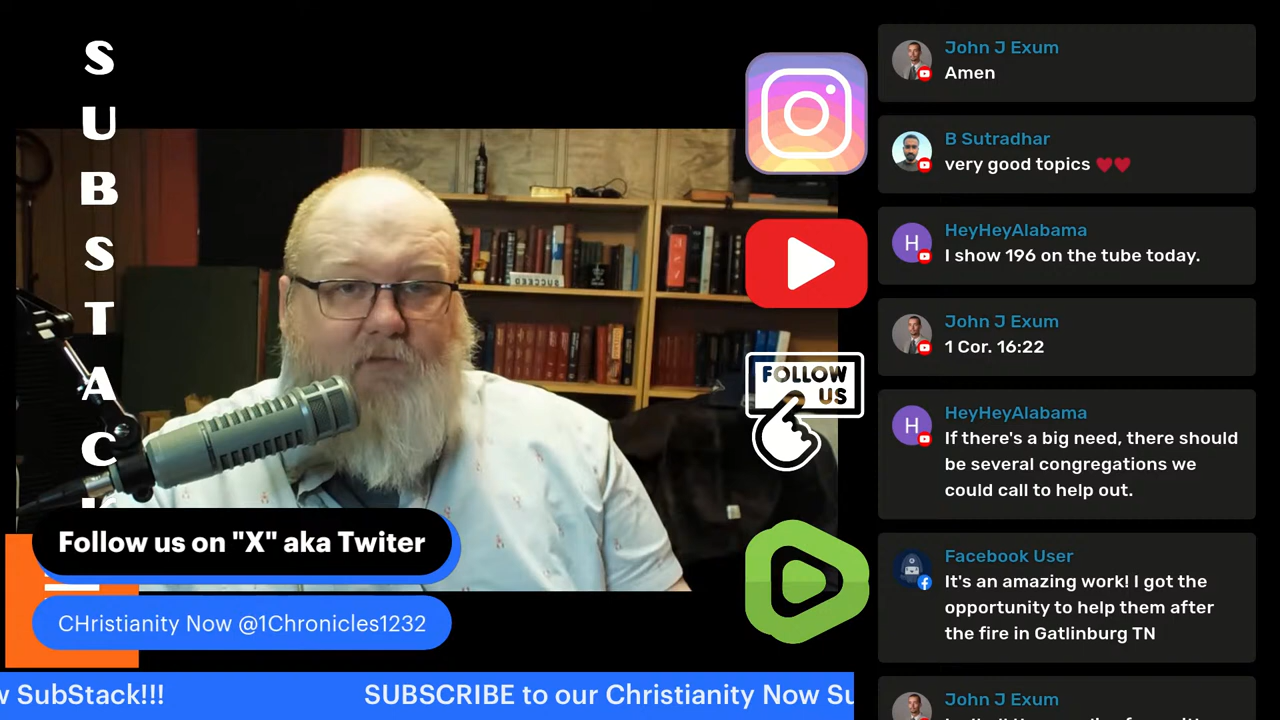 SUBSTACK
SUCCEED
FOLLOW
US
Follow us on "X" aka Twiter
CHristianity Now @1Chronicles1232
w SubStack!!!
SUBSCRIBE to our Christianity Now Su
John J Exum
Amen
B Sutradhar
very good topics ♥♥
H
HeyHeyAlabama
I show 196 on the tube today.
John J Exum
1 Cor. 16:22
H
HeyHeyAlabama
If there's a big need, there should
be several congregations we
could call to help out.
Facebook User
It's an amazing work! I got the
opportunity to help them after
the fire in Gatlinburg TN
John J Exum